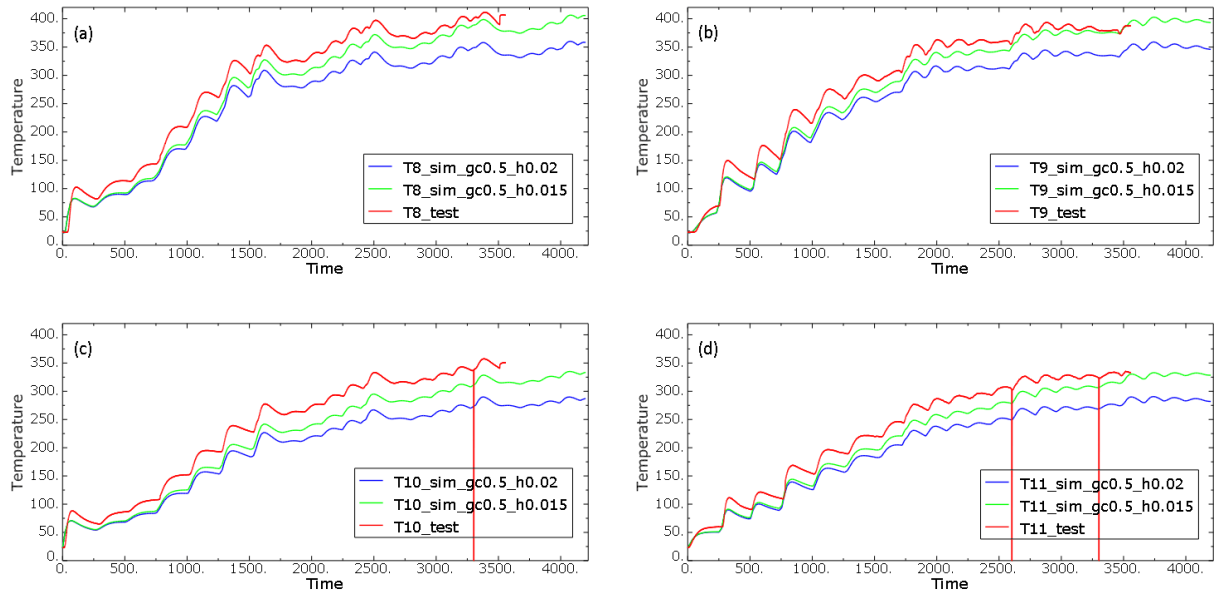 (a)
400.
350.
300.
250.
200.
150.
100.
50.
0.
Temperature
T8_sim_gc0.5_h0.02
T8_sim_gc0.5_h0.015
T8_test
0. 500. 1000. 1500. 2000. 2500. 3000. 3500. 4000.
Time
(b)
400.
350.
300.
250.
200.
150.
100.
50.
0.
Temperature
T9_sim_gc0.5_h0.02
T9_sim_gc0.5_h0.015
T9_test
0. 500. 1000. 1500. 2000. 2500. 3000. 3500. 4000.
Time
(c)
400.
350.
300.
250.
200.
150.
100.
50.
0.
Temperature
T10_sim_gc0.5_h0.02
T10_sim_gc0.5_h0.015
T10_test
0. 500. 1000. 1500. 2000. 2500. 3000. 3500. 4000.
Time
(d)
400.
350.
300.
250.
200.
150.
100.
50.
0.
Temperature
T11_sim_gc0.5_h0.02
T11_sim_gc0.5_h0.015
T11_test
0. 500. 1000. 1500. 2000. 2500. 3000. 3500. 4000.
Time